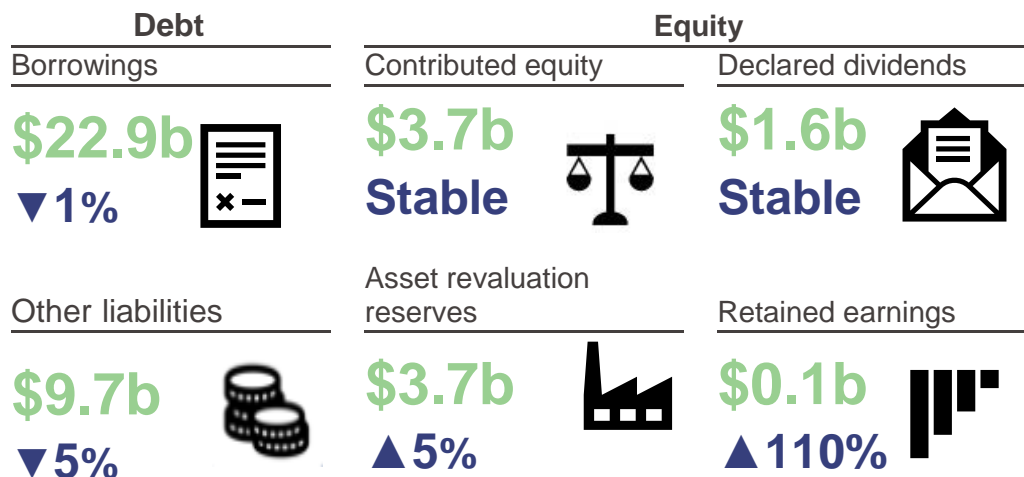 Debt
Equity
Borrowings
Contributed equity
Declared dividends
$22.9b
$3.7b
$1.6b
▼1%
Stable
Stable
Other liabilities
Asset revaluation
reserves
Retained earnings
$9.7b
$3.7b
$0.1b
▼5%
▲5%
▲110%